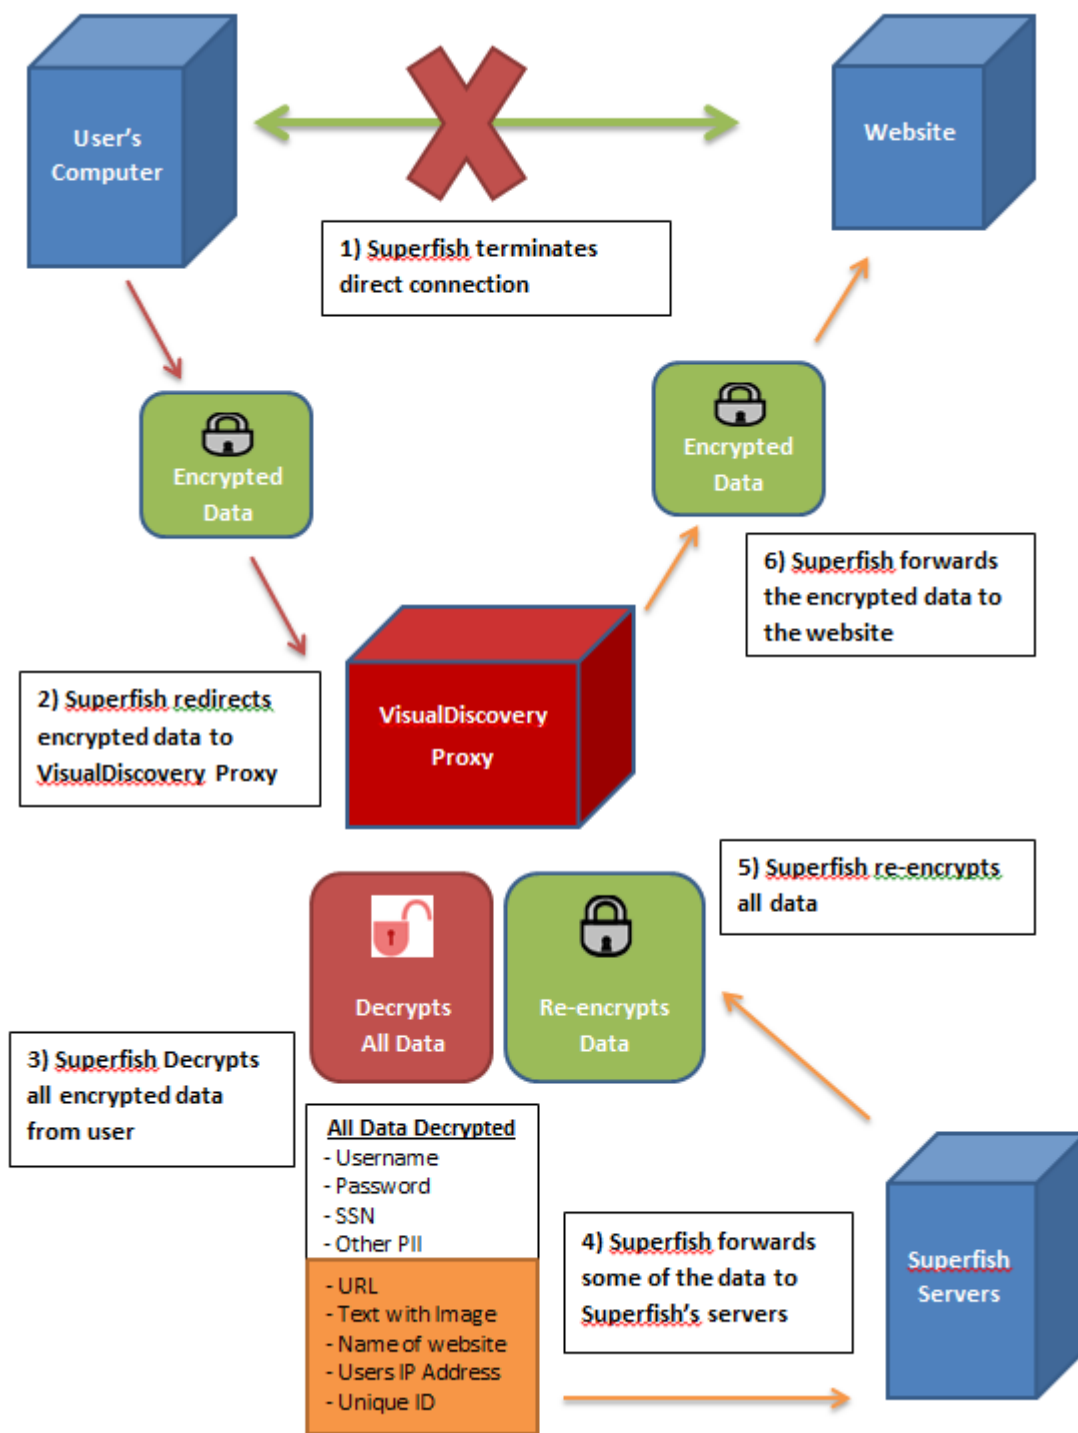 User's
Computer
Website
1) Superfish terminates
direct connection
Encrypted
Data
Encrypted
Data
2) Superfish redirects
encrypted data to
VisualDiscovery Proxy
VisualDiscovery
Proxy
6) Superfish forwards
the encrypted data to
the website
5) Superfish re-encrypts
all data
Decrypts
All Data
Re-encrypts
Data
3) Superfish Decrypts
all encrypted data
from user
All Data Decrypted
- Username
- Password
- SSN
- Other PII
- URL
- Text with Image
- Name of website
- Users IP Address
- Unique ID
4) Superfish forwards
some of the data to
Superfish's servers
Superfish
Servers